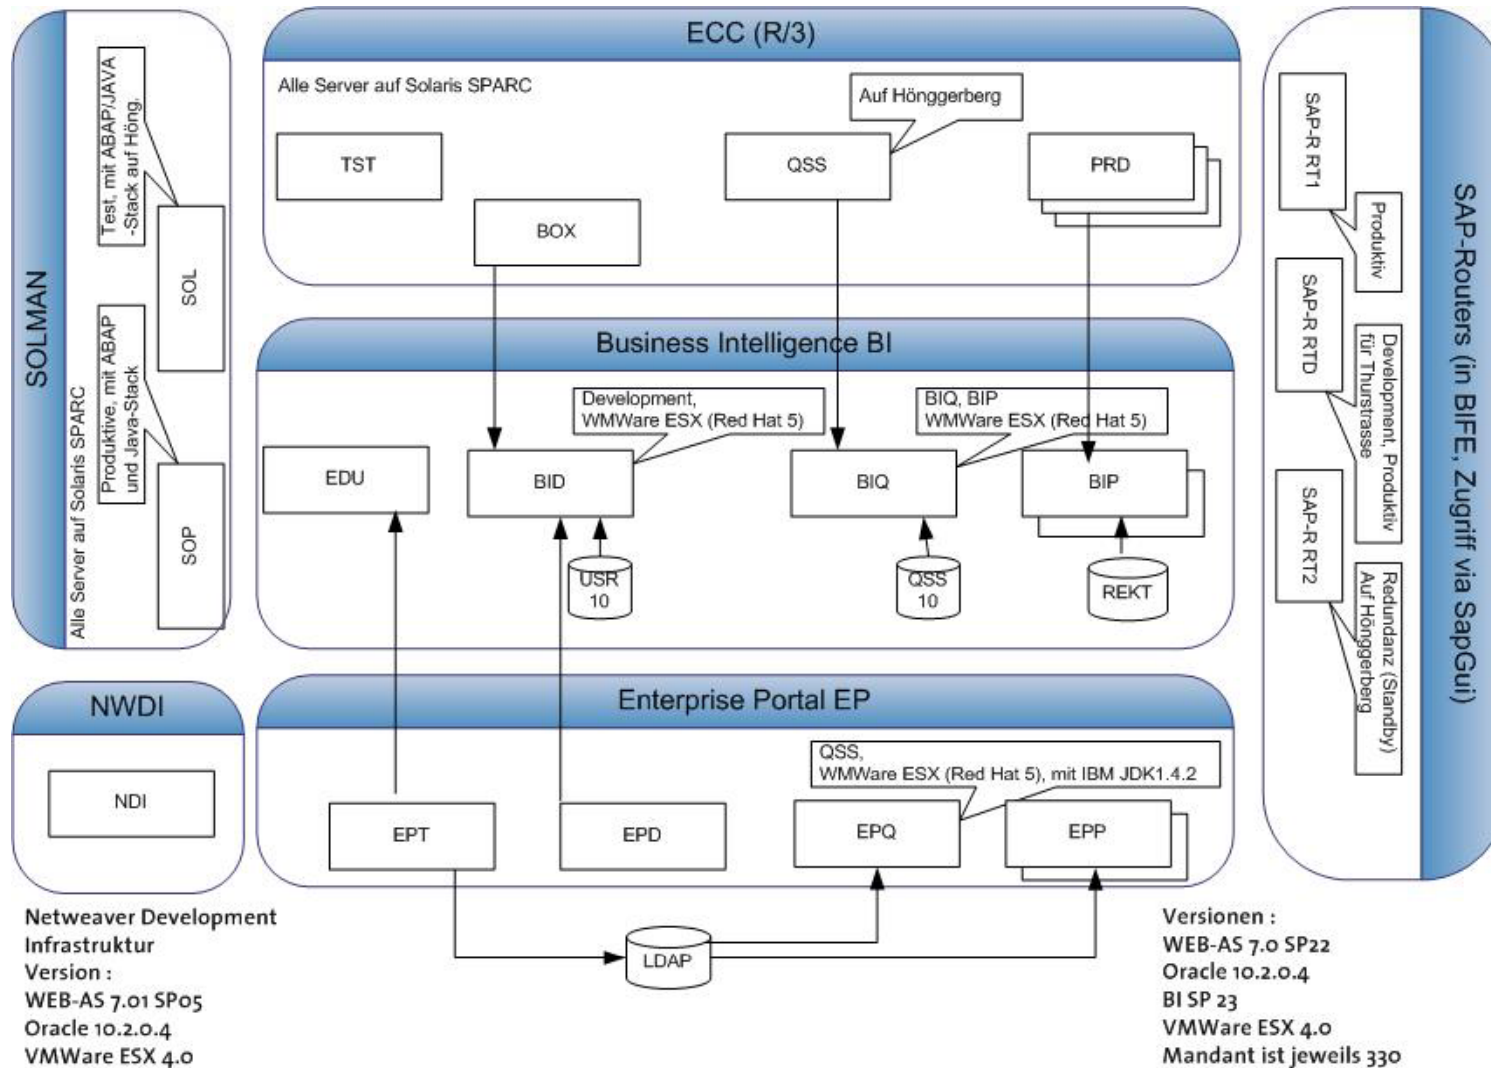 SOLMAN
Alle Server auf Solaris SPARC
Test, mit ABAP/JAVA
-Stack auf Höng.
SOL
Produktive, mit ABAP
und Java-Stack
SOP
ECC (R/3)
Alle Server auf Solaris SPARC
Auf Hönggerberg
TST
QSS
PRD
BOX
Business Intelligence BI
Development,
WMWare ESX (Red Hat 5)
BIQ, BIP
WMWare ESX (Red Hat 5)
EDU
BID
BIQ
BIP
USR
10
QSS
10
REKT
Enterprise Portal EP
QSS,
WMWare ESX (Red Hat 5), mit IBM JDK1.4.2
EPT
EPD
EPQ
EPP
LDAP
SAP-Routers (in BIFE, Zugriff via SapGui)
SAP-R RT1
Produktiv
SAP-R RTD
Development, Produktiv
für Thurstrasse
SAP-R RT2
Redundanz (Standby)
Auf Hönggerberg
NWDI
NDI
Netweaver Development
Infrastruktur
Version :
WEB-AS 7.01 SP05
Oracle 10.2.0.4
VMWare ESX 4.0
Versionen :
WEB-AS 7.0 SP22
Oracle 10.2.0.4
BI SP 23
VMWare ESX 4.0
Mandant ist jeweils 330